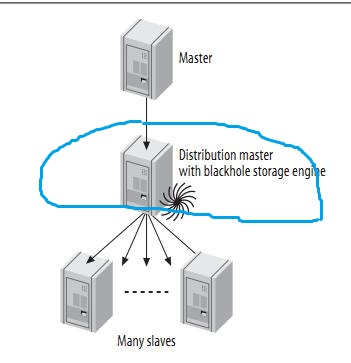 Master
Distribution master
with blackhole storage engine
Many slaves